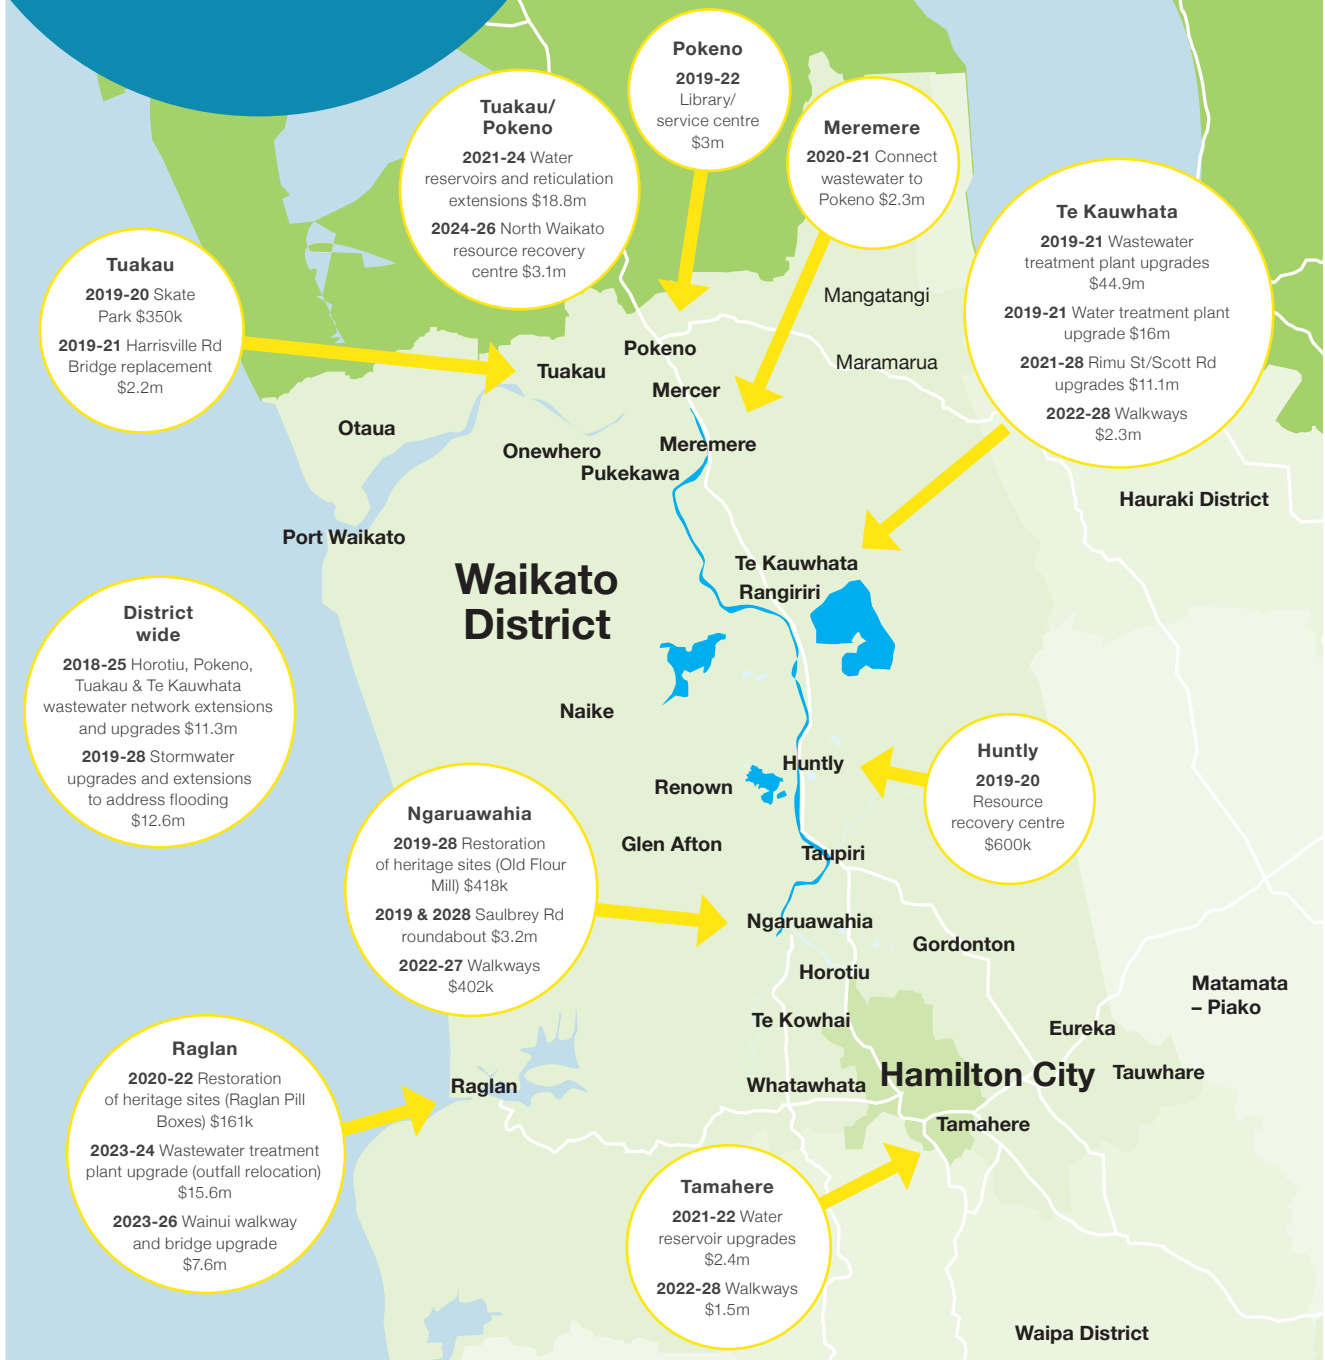 Pokeno
2019-22
Library/
service centre
$3m
Tuakau/
Pokeno
2021-24 Water
reservoirs and reticulation
extensions $18.8m
2024-26 North Waikato
resource recovery
centre $3.1m
Meremere
2020-21 Connect
wastewater to
Pokeno $2.3m
Te Kauwhata
2019-21 Wastewater
treatment plant upgrades
$44.9m
2019-21 Water treatment plant
upgrade $16m
2021-28 Rimu St/Scott Rd
upgrades $11.1m
2022-28 Walkways
$2.3m
Tuakau
2019-20 Skate
Park $350k
2019-21 Harrisville Rd
Bridge replacement
$2.2m
Mangatangi
Pokeno
Maramarua
Tuakau
Mercer
Otaua
Onewhero
Meremere
Pukekawa
Hauraki District
Port Waikato
Te Kauwhata
Rangiriri
Waikato
District
District
wide
2018-25 Horotiu, Pokeno,
Tuakau & Te Kauwhata
wastewater network extensions
and upgrades $11.3m
2019-28 Stormwater
upgrades and extensions
to address flooding
$12.6m
Naike
Huntly
Renown
Huntly
2019-20
Resource
recovery centre
$600k
Ngaruawahia
2019-28 Restoration
of heritage sites (Old Flour
Mill) $418k
2019 & 2028 Saulbrey Rd
roundabout $3.2m
2022-27 Walkways
$402k
Glen Afton
Taupiri
Ngaruawahia
Gordonton
Horotiu
Matamata
– Piako
Te Kowhai
Eureka
Hamilton City
Tauwhare
Whatawhata
Raglan
Tamahere
Raglan
2020-22 Restoration
of heritage sites (Raglan Pill
Boxes) $161k
2023-24 Wastewater treatment
plant upgrade (outfall relocation)
$15.6m
2023-26 Wainui walkway
and bridge upgrade
$7.6m
Tamahere
2021-22 Water
reservoir upgrades
$2.4m
2022-28 Walkways
$1.5m
Waipa District